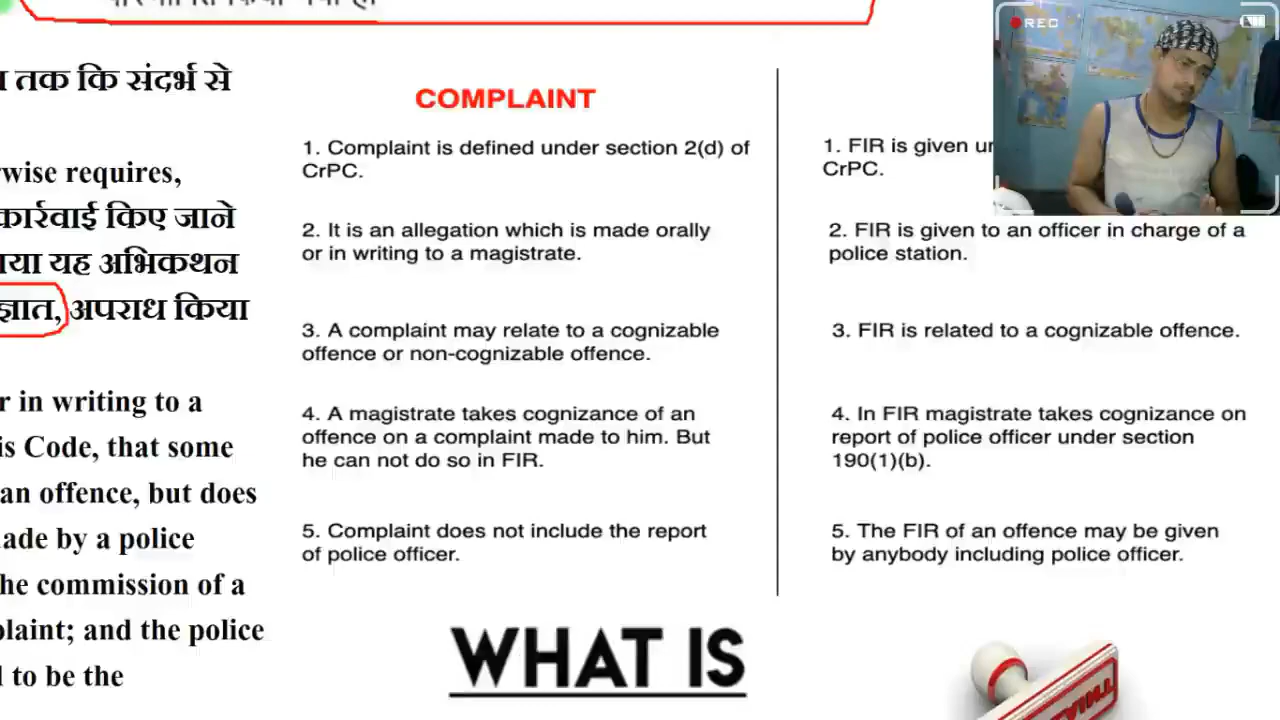 REC
तक कि संदर्भ से
requires,
कार्रवाई किए जाने
यह अभिकथन
अपराध किया
r in writing to a
is Code, that some
an offence, but does
ade by a police
he commission of a
plaint; and the police
l to be the
COMPLAINT
1. Complaint is defined under section 2(d) of
CrPC.
2. It is an allegation which is made orally
or in writing to a magistrate.
3. A complaint may relate to a cognizable
offence or non-cognizable offence.
4. A magistrate takes cognizance of an
offence on a complaint made to him. But
he can not do so in FIR.
5. Complaint does not include the report
of police officer.
1. FIR is given
CrPC.
2. FIR is given to an officer in charge of a
police station.
3. FIR is related to a cognizable offence.
4. In FIR magistrate takes cognizance on
report of police officer under section
190(1)(b).
5. The FIR of an offence may be given
by anybody including police officer.
WHAT IS